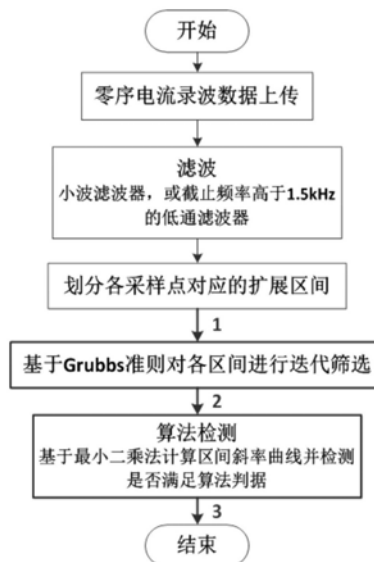 开始
零序电流录波数据上传
滤波
小波滤波器，或截止频率高于1.5kHz
的低通滤波器
划分各采样点对应的扩展区间
1
基于Grubbs准则对各区间进行迭代筛选
2
算法检测
基于最小二乘法计算区间斜率曲线并检测
是否满足算法判据
3
结束